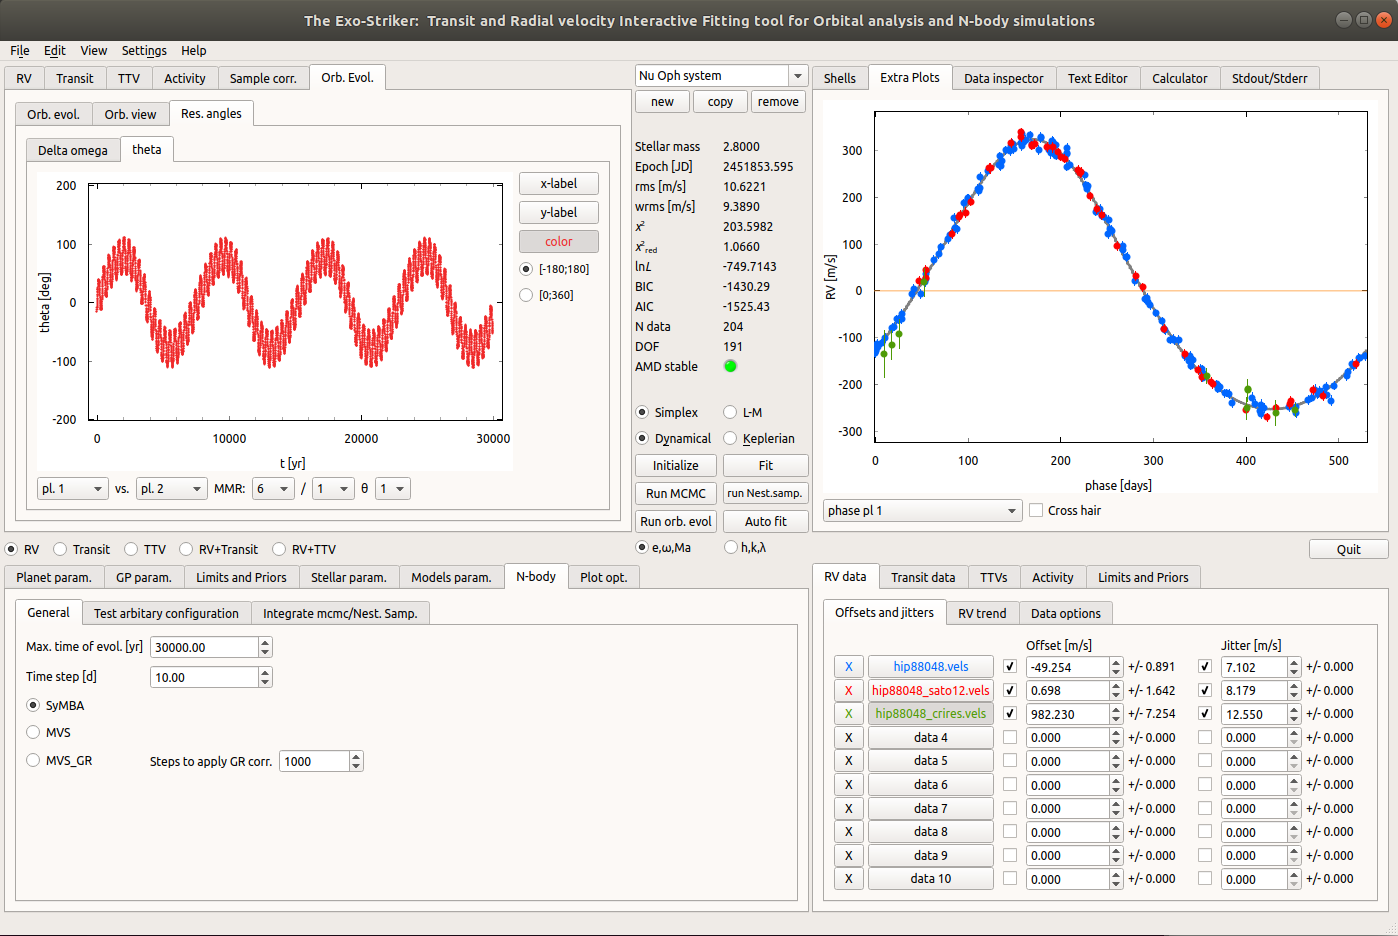 The Exo-Striker: Transit and Radial velocity Interactive Fitting tool for Orbital analysis and N-body simulations
File Edit View Settings Help
RV Transit TTV Activity Sample corr. Orb. Evol.
Orb. evol. Orb. view Res. angles
Delta omega theta
200
100
0
-100
-200
theta [deg]
0 10000 20000 30000
t [yr]
x-label
y-label
color
[-180;180]
[0;360]
pl. 1 vs. pl. 2 MMR: 6 / 1 θ 1
Nu Oph system
new copy remove
Stellar mass 2.8000
Epoch [JD] 2451853.595
rms [m/s] 10.6221
wrms [m/s] 9.3890
χ² 203.5982
χ²red 1.0660
lnL -749.7143
BIC -1430.29
AIC -1525.43
N data 204
DOF 191
AMD stable
Simplex L-M
Dynamical Keplerian
Initialize Fit
Run MCMC run Nest.samp.
Run orb. evol Auto fit
e,ω,Ma h,k,λ
Shells Extra Plots Data inspector Text Editor Calculator Stdout/Stderr
300
200
100
0
-100
-200
-300
RV [m/s]
0 100 200 300 400 500
phase [days]
phase pl 1 Cross hair
RV Transit TTV RV+Transit RV+TTV
Quit
Planet param. GP param. Limits and Priors Stellar param. Models param. N-body Plot opt.
General Test arbitary configuration Integrate mcmc/Nest. Samp.
Max. time of evol. [yr] 30000.00
Time step [d] 10.00
SyMBA
MVS
MVS_GR Steps to apply GR corr. 1000
RV data Transit data TTVs Activity Limits and Priors
Offsets and jitters RV trend Data options
Offset [m/s] Jitter [m/s]
X hip88048.vels -49.254 +/- 0.891 7.102 +/- 0.000
X hip88048_sato12.vels 0.698 +/- 1.642 8.179 +/- 0.000
X hip88048_crires.vels 982.230 +/- 7.254 12.550 +/- 0.000
X data 4 0.000 +/- 0.000 0.000 +/- 0.000
X data 5 0.000 +/- 0.000 0.000 +/- 0.000
X data 6 0.000 +/- 0.000 0.000 +/- 0.000
X data 7 0.000 +/- 0.000 0.000 +/- 0.000
X data 8 0.000 +/- 0.000 0.000 +/- 0.000
X data 9 0.000 +/- 0.000 0.000 +/- 0.000
X data 10 0.000 +/- 0.000 0.000 +/- 0.000